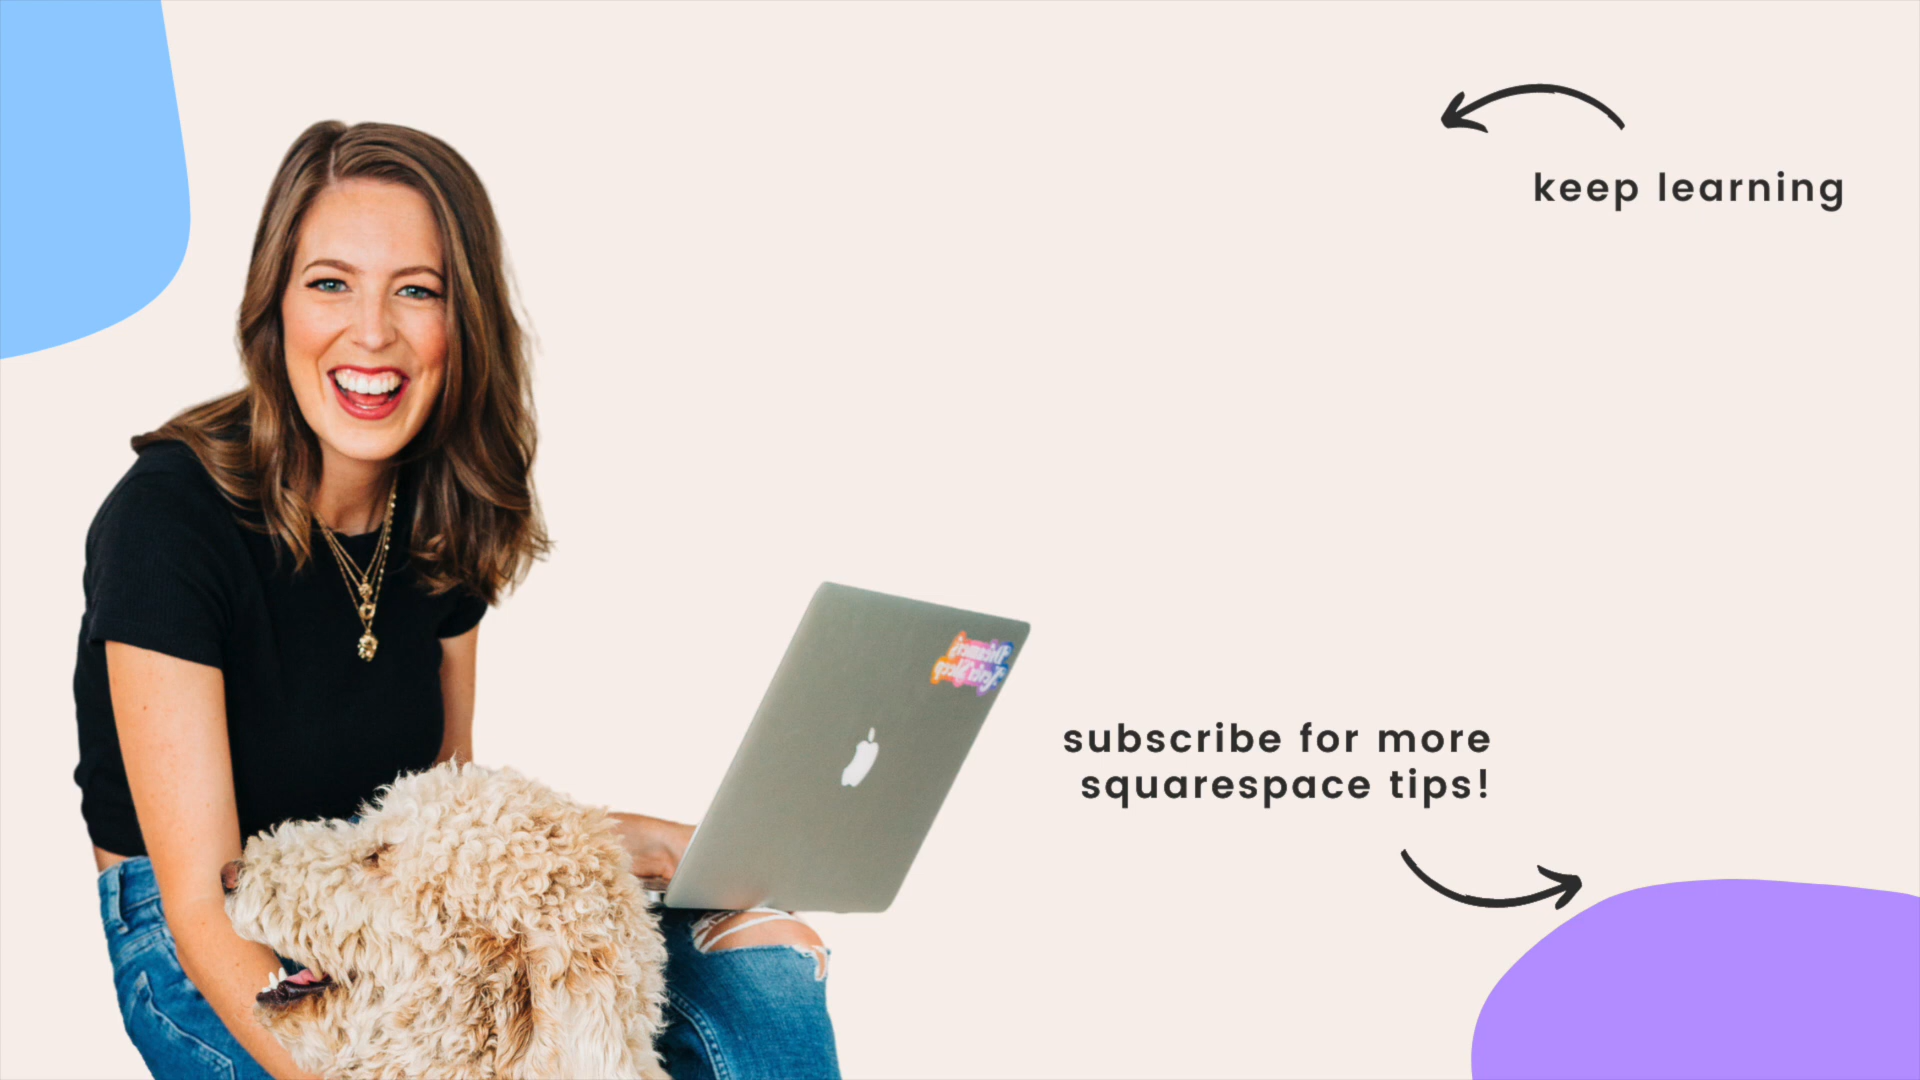 keep learning
subscribe for more
squarespace tips!